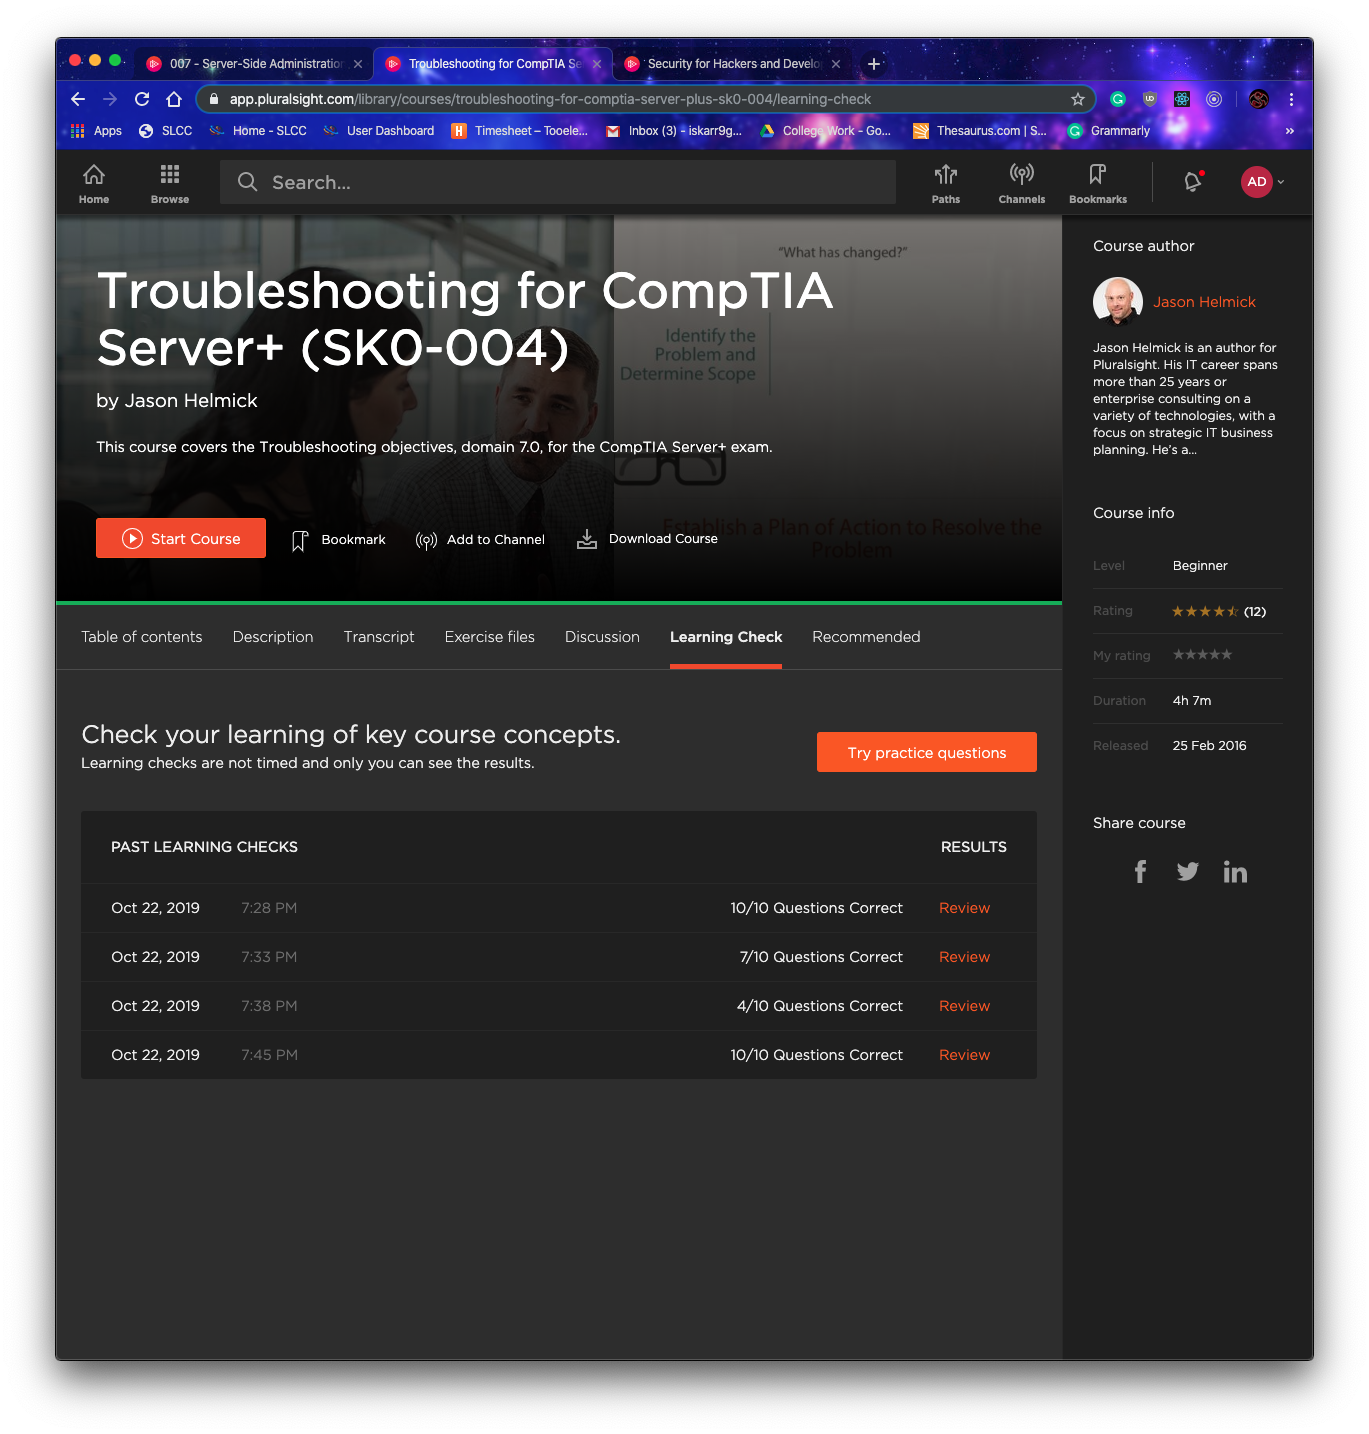 007 - Server-Side Administration
Troubleshooting for CompTIA Se
Security for Hackers and Develo
app.pluralsight.com/library/courses/troubleshooting-for-comptia-server-plus-sk0-004/learning-check
Apps
SLCC
Home - SLCC
User Dashboard
Timesheet – Tooele...
Inbox (3) - iskarr9g...
College Work - Go...
Thesaurus.com | S...
Grammarly
»
Home
Browse
Search...
Paths
Channels
Bookmarks
AD
"What has changed?"
Identify the
Problem and
Determine Scope
Establish a Plan of Action to Resolve the
Problem
Troubleshooting for CompTIA
Server+ (SK0-004)
by Jason Helmick
This course covers the Troubleshooting objectives, domain 7.0, for the CompTIA Server+ exam.
Start Course
Bookmark
Add to Channel
Download Course
Table of contents
Description
Transcript
Exercise files
Discussion
Learning Check
Recommended
Check your learning of key course concepts.
Learning checks are not timed and only you can see the results.
Try practice questions
PAST LEARNING CHECKS RESULTS
Oct 22, 2019 7:28 PM 10/10 Questions Correct Review
Oct 22, 2019 7:33 PM 7/10 Questions Correct Review
Oct 22, 2019 7:38 PM 4/10 Questions Correct Review
Oct 22, 2019 7:45 PM 10/10 Questions Correct Review
Course author
Jason Helmick
Jason Helmick is an author for
Pluralsight. His IT career spans
more than 25 years or
enterprise consulting on a
variety of technologies, with a
focus on strategic IT business
planning. He's a...
Course info
Level Beginner
Rating (12)
My rating
Duration 4h 7m
Released 25 Feb 2016
Share course